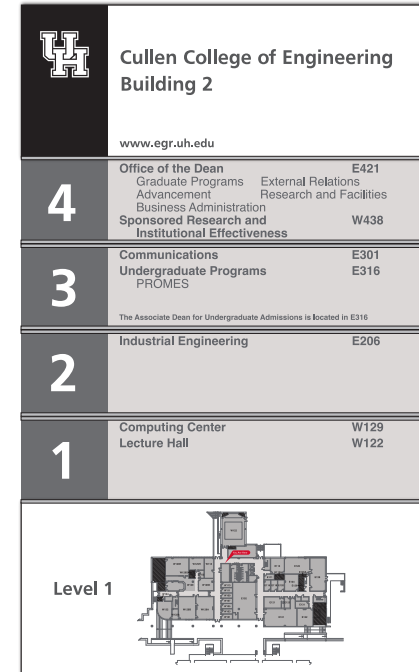 UH
Cullen College of Engineering
Building 2
www.egr.uh.edu
4
Office of the Dean E421
Graduate Programs External Relations
Advancement Research and Facilities
Business Administration
Sponsored Research and W438
Institutional Effectiveness
3
Communications E301
Undergraduate Programs E316
PROMES
The Associate Dean for Undergraduate Admissions is located in E316
2
Industrial Engineering E206
1
Computing Center W129
Lecture Hall W122
Level 1